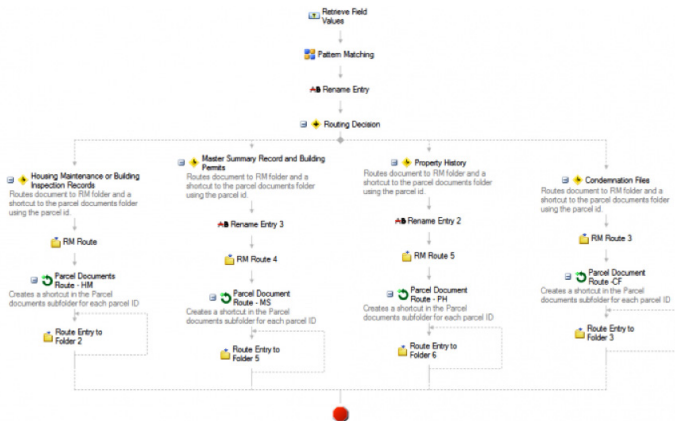 Retrieve Field
Values
Pattern Matching
AB Rename Entry
Routing Decision
Housing Maintenance or Building
Inspection Records
Routes document to RM folder and a
shortcut to the parcel documents folder
using the parcel id.
RM Route
Parcel Documents
Route - HM
Creates a shortcut in the Parcel
documents subfolder for each parcel ID
Route Entry to
Folder 2
Master Summary Record and Building
Permits
Routes document to RM folder and a
shortcut to the parcel documents folder
using the parcel id.
AB Rename Entry 3
RM Route 4
Parcel Document
Route - MS
Creates a shortcut in the Parcel
documents subfolder for each parcel ID
Route Entry to
Folder 5
Property History
Routes document to RM folder and a
shortcut to the parcel documents folder
using the parcel id.
AB Rename Entry 2
RM Route 5
Parcel Document
Route - PH
Creates a shortcut in the Parcel
documents subfolder for each parcel ID
Route Entry to
Folder 6
Condemnation Files
Routes document to RM folder and a
shortcut to the parcel documents folder
using the parcel id.
RM Route 3
Parcel Document
Route -CF
Creates a shortcut in the Parcel
documents subfolder for each parcel ID
Route Entry to
Folder 3